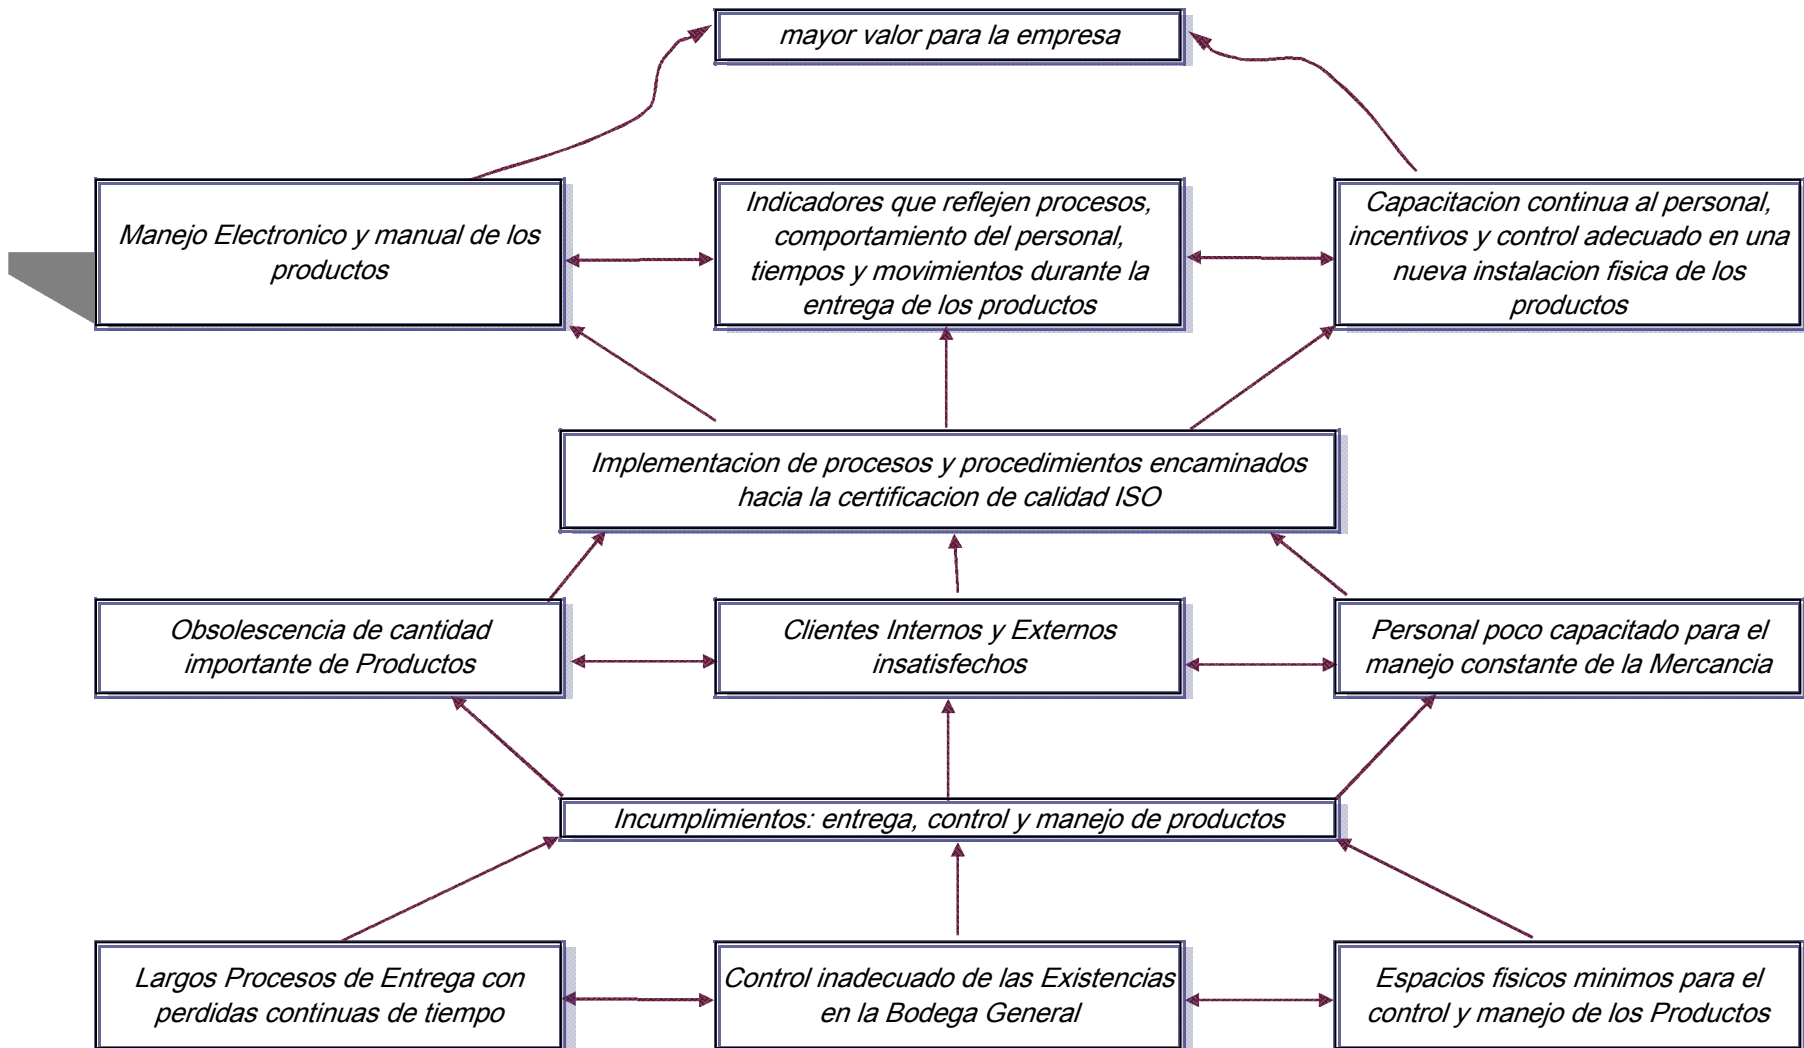 mayor valor para la empresa
Manejo Electronico y manual de los
productos
Indicadores que reflejen procesos,
comportamiento del personal,
tiempos y movimientos durante la
entrega de los productos
Capacitacion continua al personal,
incentivos y control adecuado en una
nueva instalacion fisica de los
productos
Implementacion de procesos y procedimientos encaminados
hacia la certificacion de calidad ISO
Obsolescencia de cantidad
importante de Productos
Clientes Internos y Externos
insatisfechos
Personal poco capacitado para el
manejo constante de la Mercancia
Incumplimientos: entrega, control y manejo de productos
Largos Procesos de Entrega con
perdidas continuas de tiempo
Control inadecuado de las Existencias
en la Bodega General
Espacios fisicos minimos para el
control y manejo de los Productos